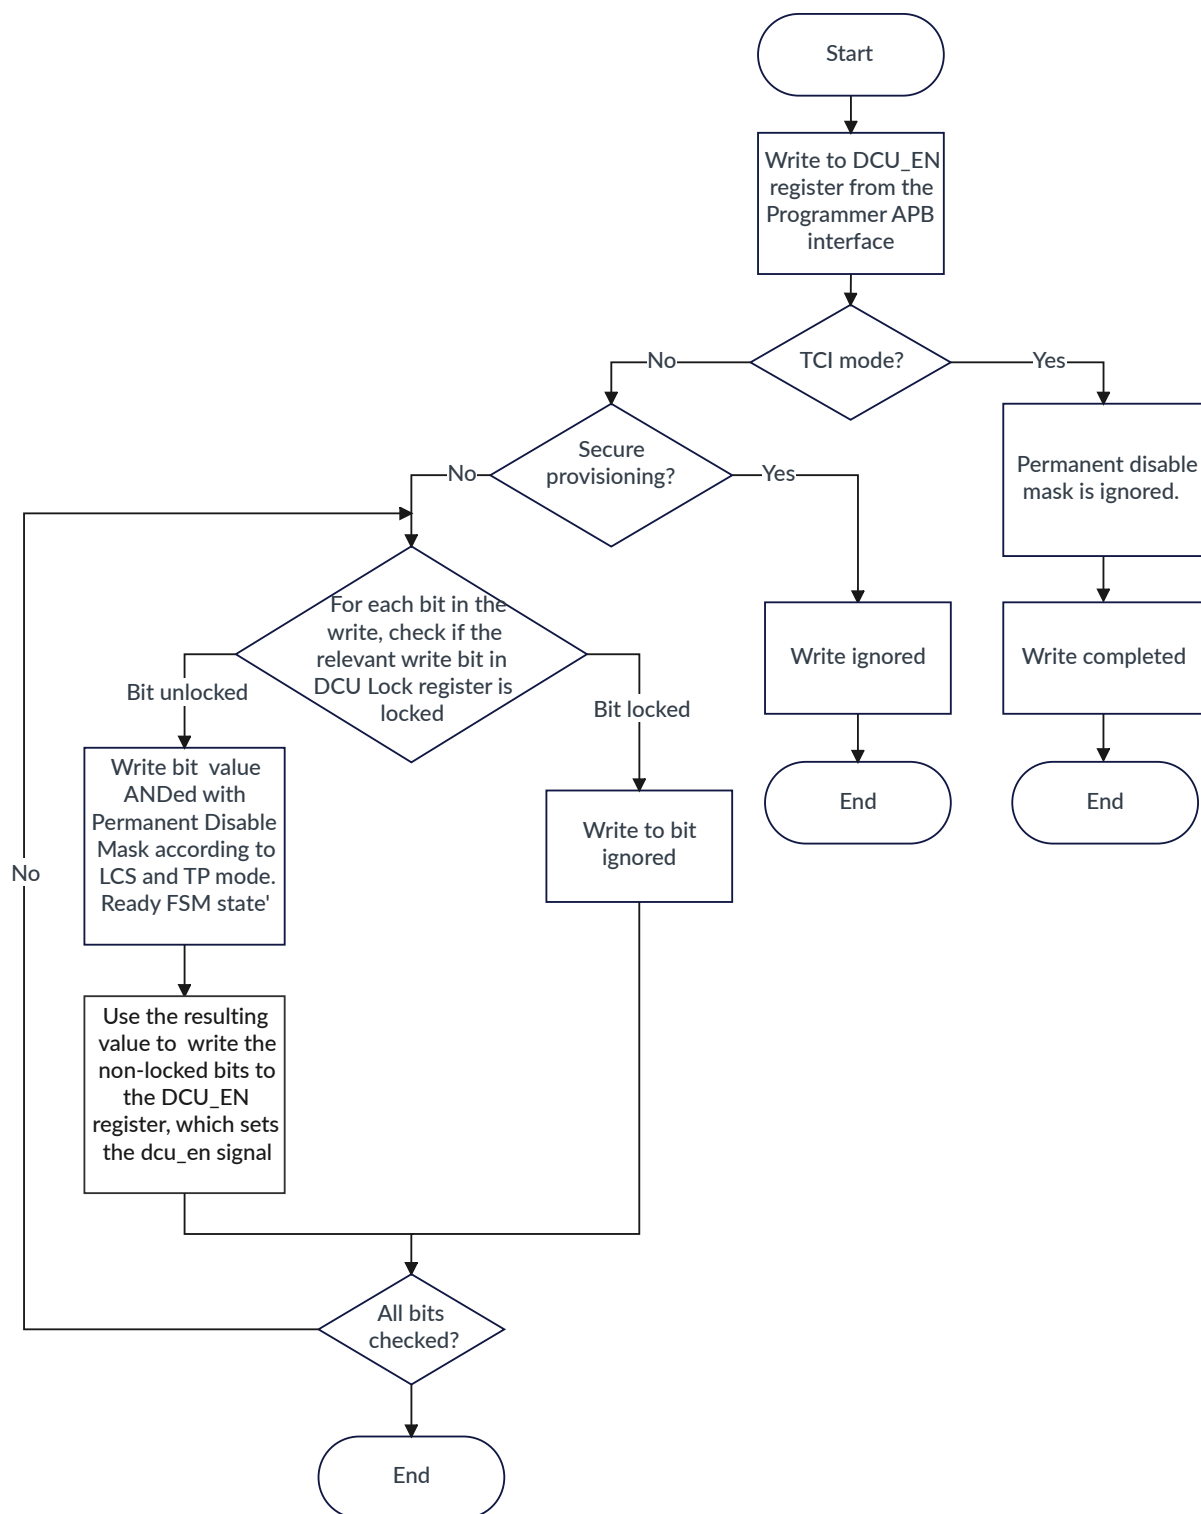 Start
Write to DCU_EN
register from the
Programmer APB
interface
TCI mode?
No
Yes
Secure
provisioning?
No
Yes
Permanent disable
mask is ignored.
For each bit in the
write, check if the
relevant write bit in
DCU Lock register is
locked
Bit unlocked
Bit locked
Write ignored
Write completed
Write bit  value
ANDed with
Permanent Disable
Mask according to
LCS and TP mode.
Ready FSM state'
Write to bit
ignored
End
End
No
Use the resulting
value to  write the
non-locked bits to
the DCU_EN
register, which sets
the dcu_en signal
All bits
checked?
End